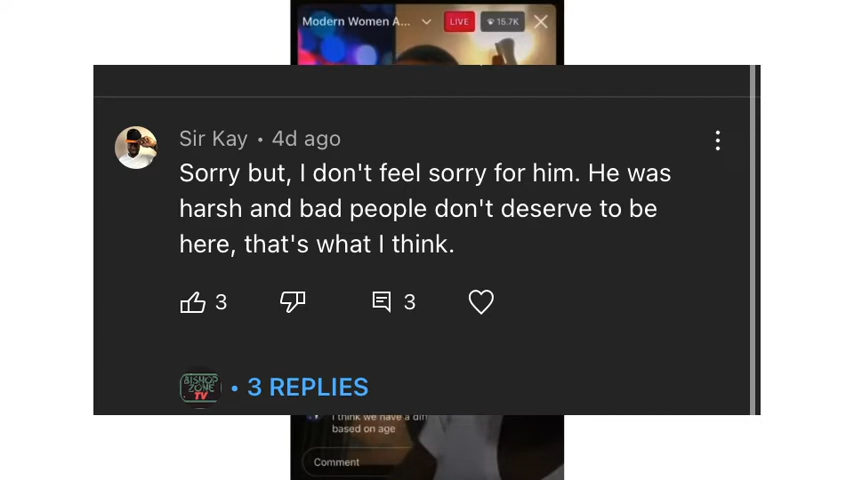 Modern Women A...
LIVE
15.7K
Sir Kay • 4d ago
Sorry but, I don't feel sorry for him. He was
harsh and bad people don't deserve to be
here, that's what I think.
3
3
BISHOP
ZONE
TV
• 3 REPLIES
I think we have a dif
based on age
Comment